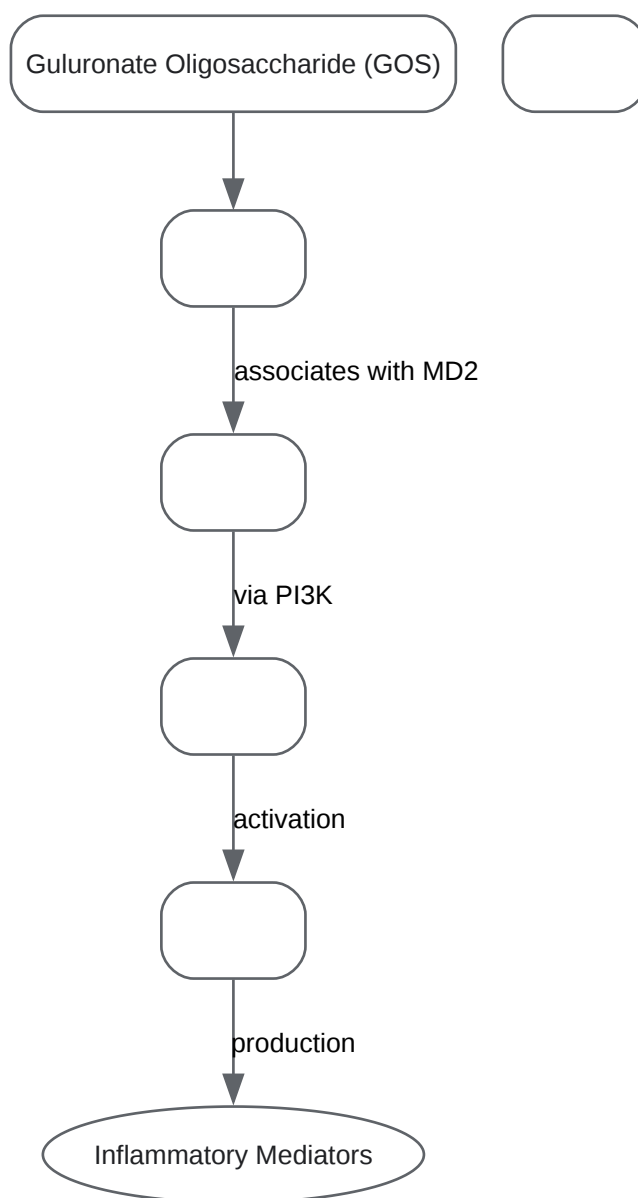 Guluronate Oligosaccharide (GOS)
associates with MD2
via PI3K
activation
production
Inflammatory Mediators